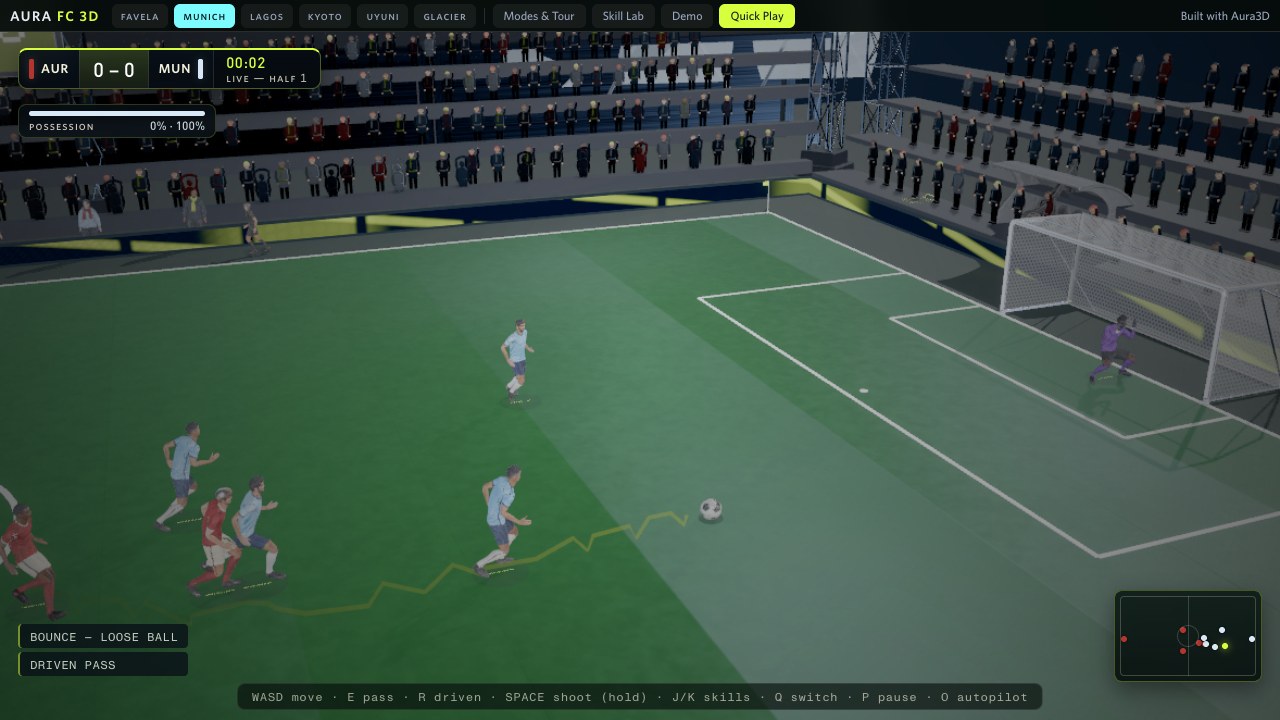 AURA FC 3D FAVELA MUNICH LAGOS KYOTO UYUNI GLACIER Modes & Tour Skill Lab Demo Quick Play Built with Aura3D
AUR 0 – 0 MUN 00:02
LIVE — HALF 1
POSSESSION 0% · 100%
BOUNCE — LOOSE BALL
DRIVEN PASS
WASD move · E pass · R driven · SPACE shoot (hold) · J/K skills · Q switch · P pause · O autopilot